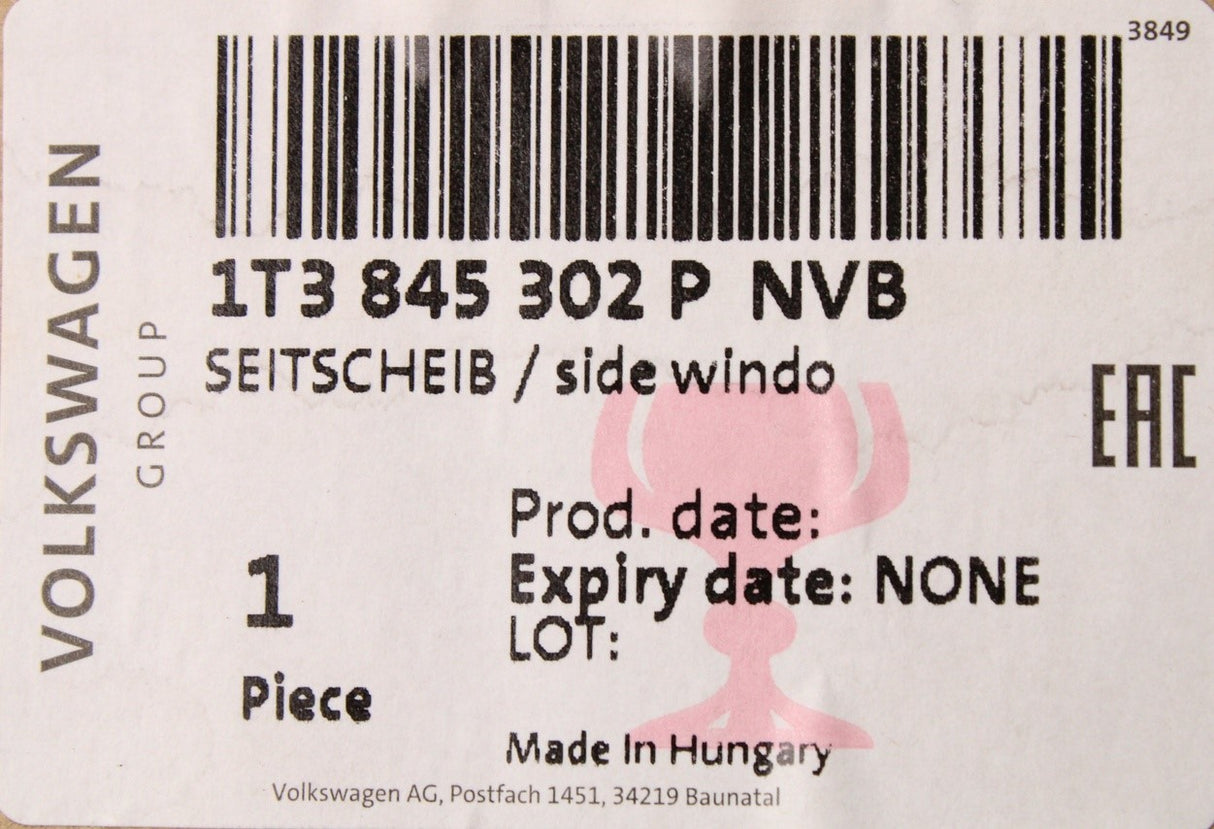 3849
VOLKSWAGEN
GROUP
1T3 845 302 P NVB
SEITSCHEIB / side windo
EAC
Prod. date:
Expiry date: NONE
LOT:
1
Piece
Made In Hungary
Volkswagen AG, Postfach 1451, 34219 Baunatal